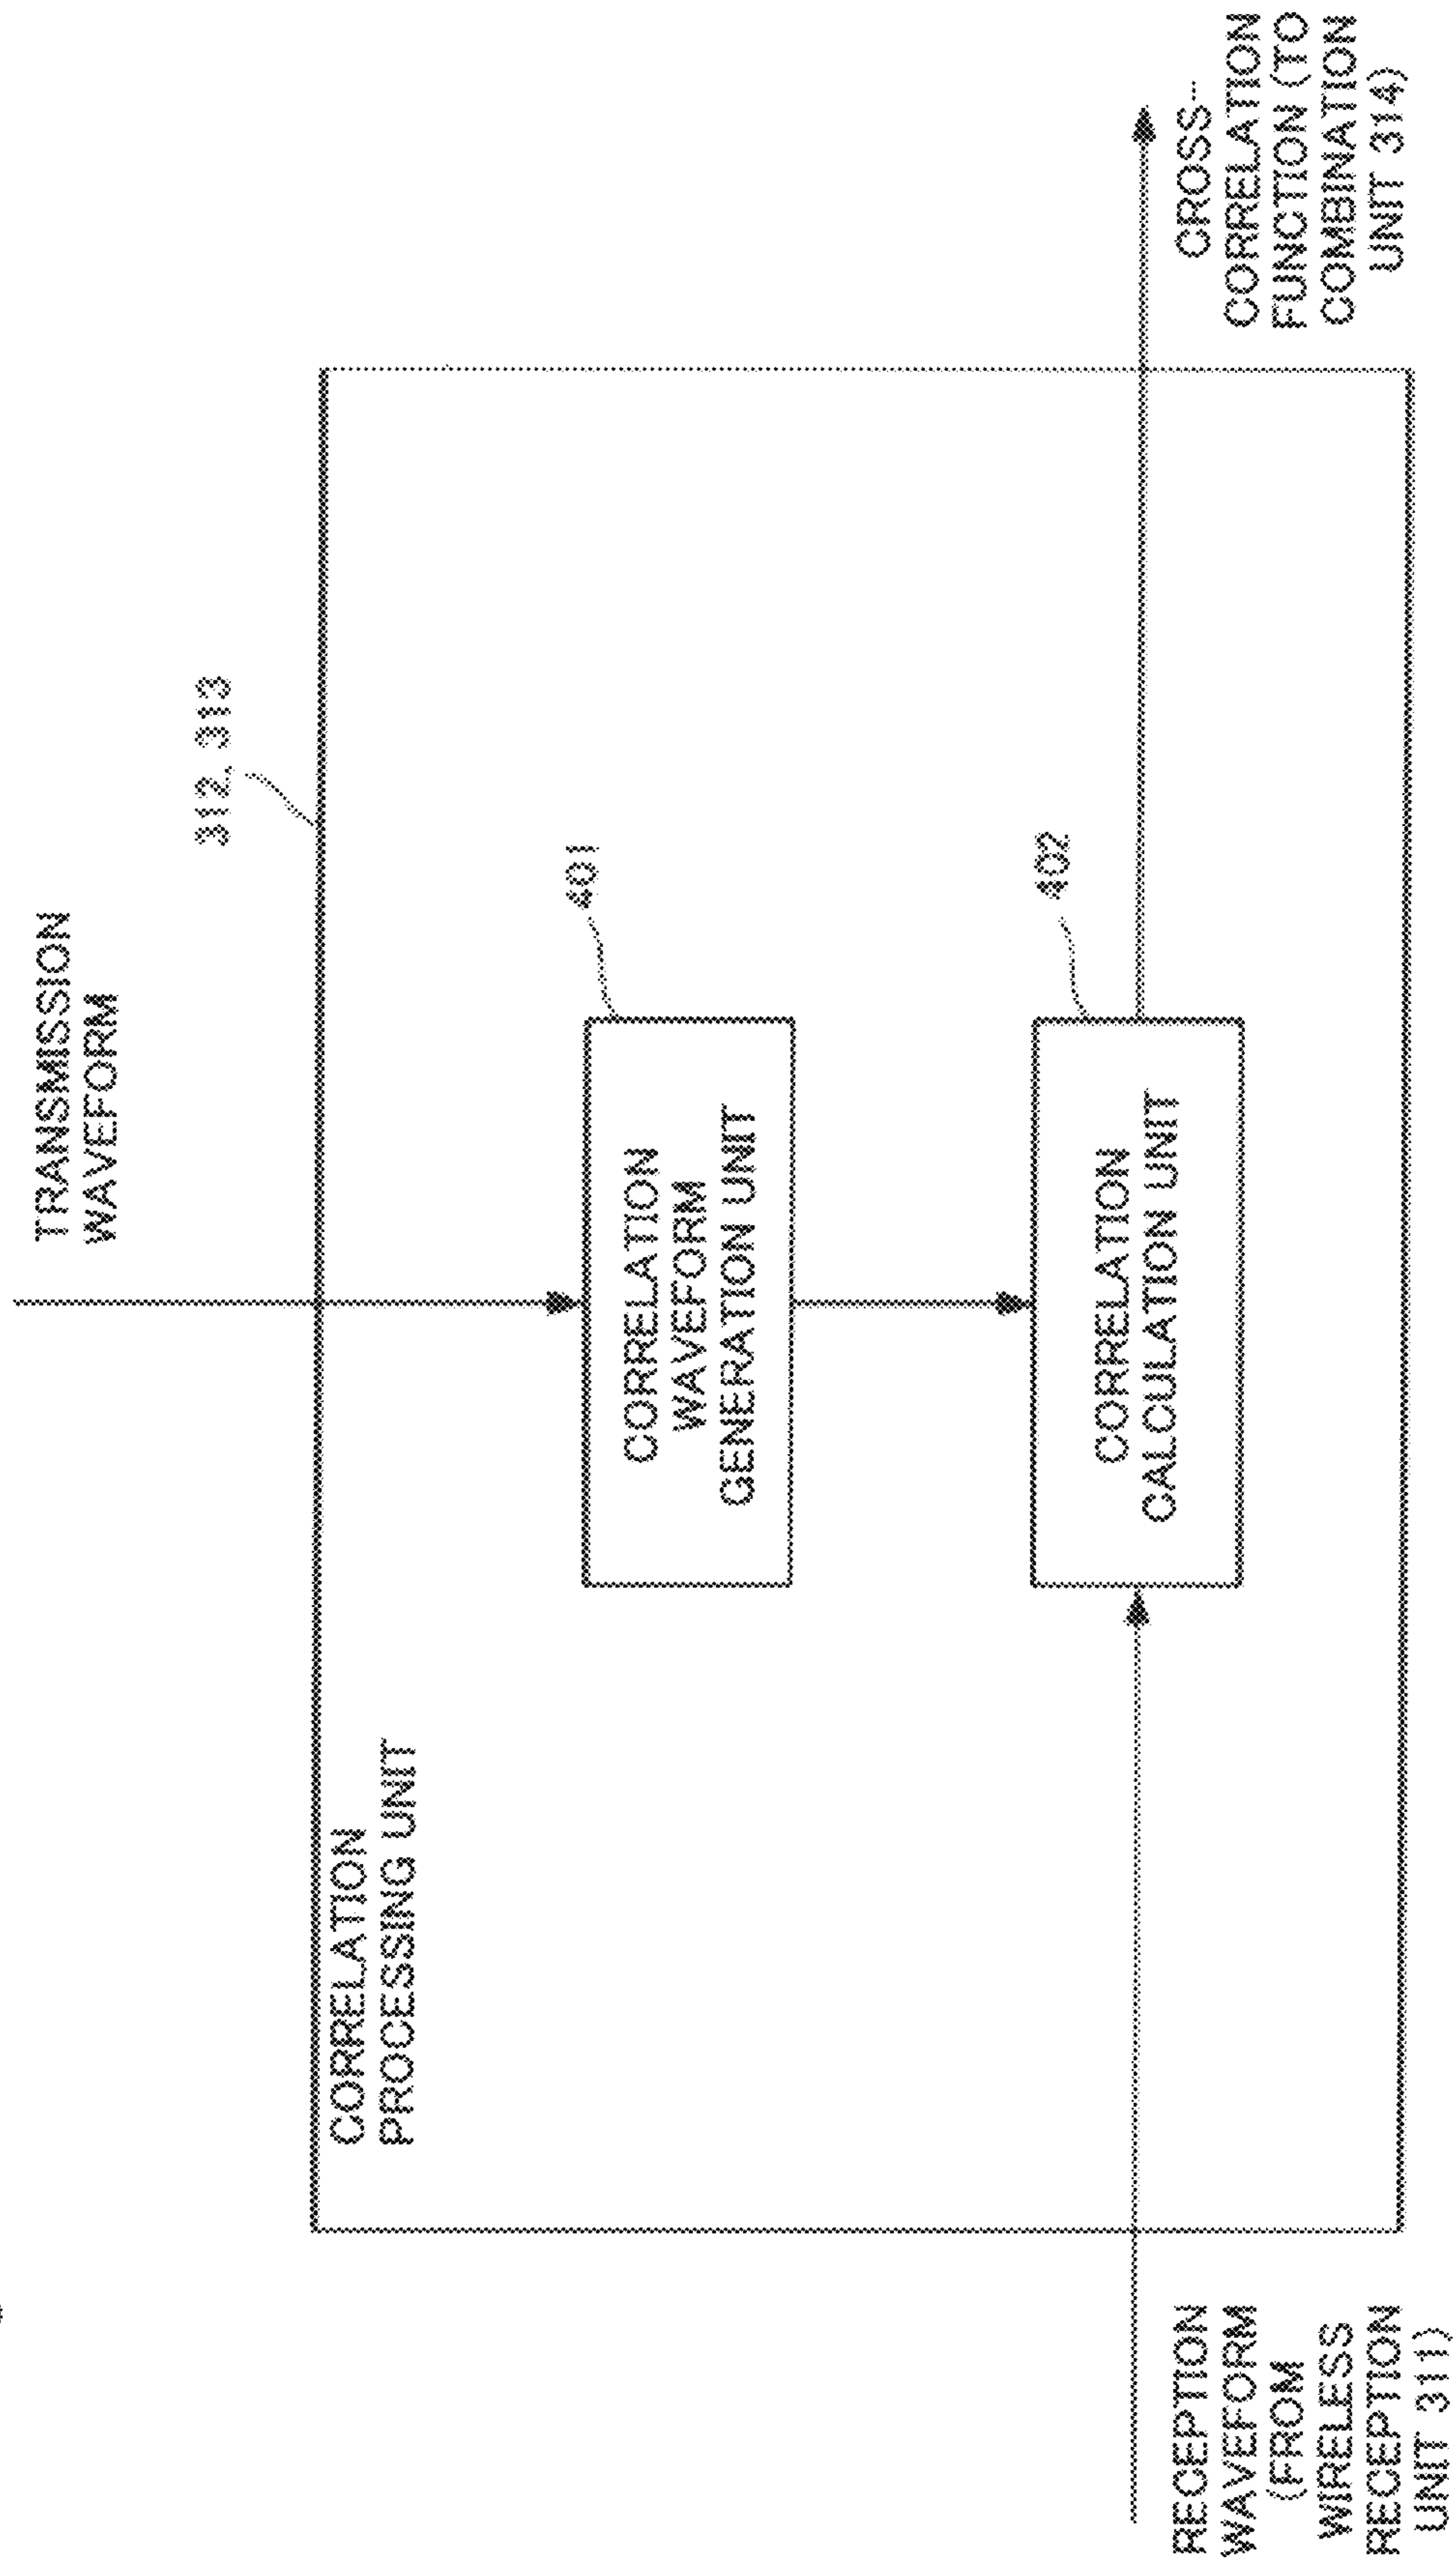 TRANSMISSION
WAVEFORM
312, 313
CORRELATION
PROCESSING UNIT
401
CORRELATION
WAVEFORM
GENERATION UNIT
402
CORRELATION
CALCULATION UNIT
RECEPTION
WAVEFORM
(FROM
WIRELESS
RECEPTION
UNIT 311)
CROSS-
CORRELATION
FUNCTION (TO
COMBINATION
UNIT 314)